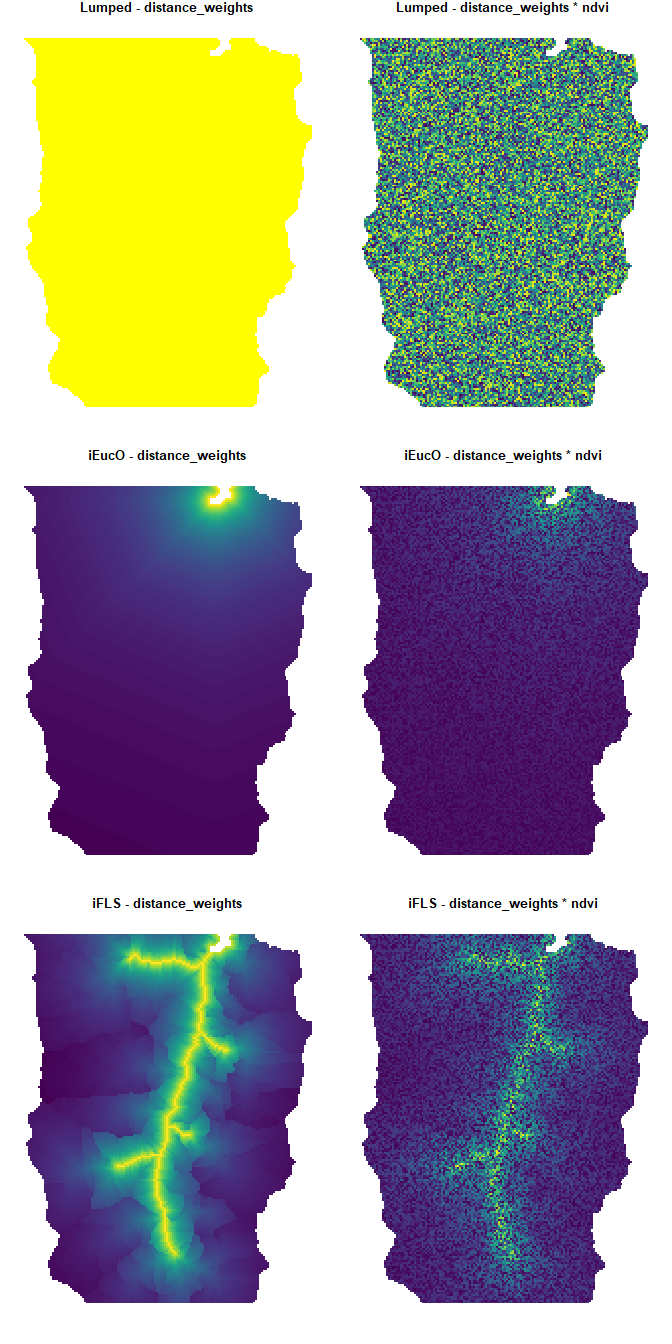 Lumped - distance_weights
Lumped - distance_weights * ndvi
iEucO - distance_weights
iEucO - distance_weights * ndvi
iFLS - distance_weights
iFLS - distance_weights * ndvi